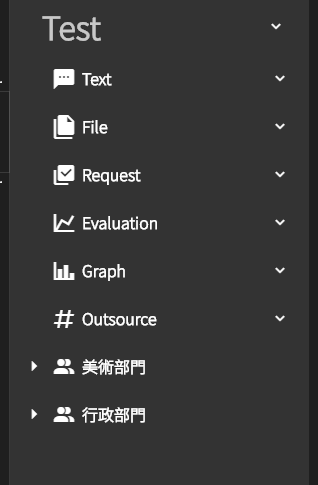 Test
Text
File
Request
Evaluation
Graph
Outsource
美術部門
行政部門